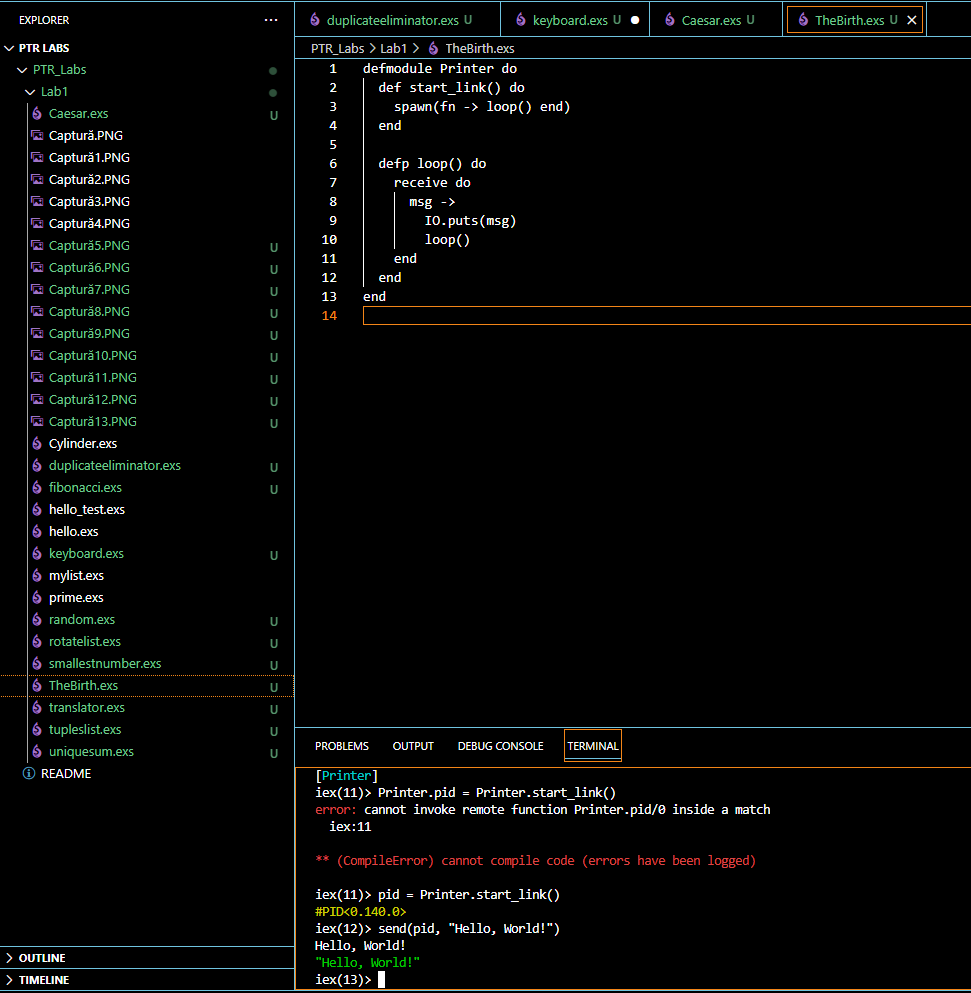 EXPLORER ···
PTR LABS
PTR_Labs
Lab1
Caesar.exs U
Captură.PNG
Captură1.PNG
Captură2.PNG
Captură3.PNG
Captură4.PNG
Captură5.PNG U
Captură6.PNG U
Captură7.PNG U
Captură8.PNG U
Captură9.PNG U
Captură10.PNG U
Captură11.PNG U
Captură12.PNG U
Captură13.PNG U
Cylinder.exs
duplicateeliminator.exs U
fibonacci.exs U
hello_test.exs
hello.exs
keyboard.exs U
mylist.exs
prime.exs
random.exs U
rotatelist.exs U
smallestnumber.exs U
TheBirth.exs U
translator.exs U
tupleslist.exs U
uniquesum.exs U
README
OUTLINE
TIMELINE
duplicateeliminator.exs U keyboard.exs U Caesar.exs U TheBirth.exs U
PTR_Labs > Lab1 > TheBirth.exs
1 defmodule Printer do
2 def start_link() do
3 spawn(fn -> loop() end)
4 end
5
6 defp loop() do
7 receive do
8 msg ->
9 IO.puts(msg)
10 loop()
11 end
12 end
13 end
14
PROBLEMS OUTPUT DEBUG CONSOLE TERMINAL
[Printer]
iex(11)> Printer.pid = Printer.start_link()
error: cannot invoke remote function Printer.pid/0 inside a match
iex:11
** (CompileError) cannot compile code (errors have been logged)
iex(11)> pid = Printer.start_link()
#PID<0.140.0>
iex(12)> send(pid, "Hello, World!")
Hello, World!
"Hello, World!"
iex(13)>